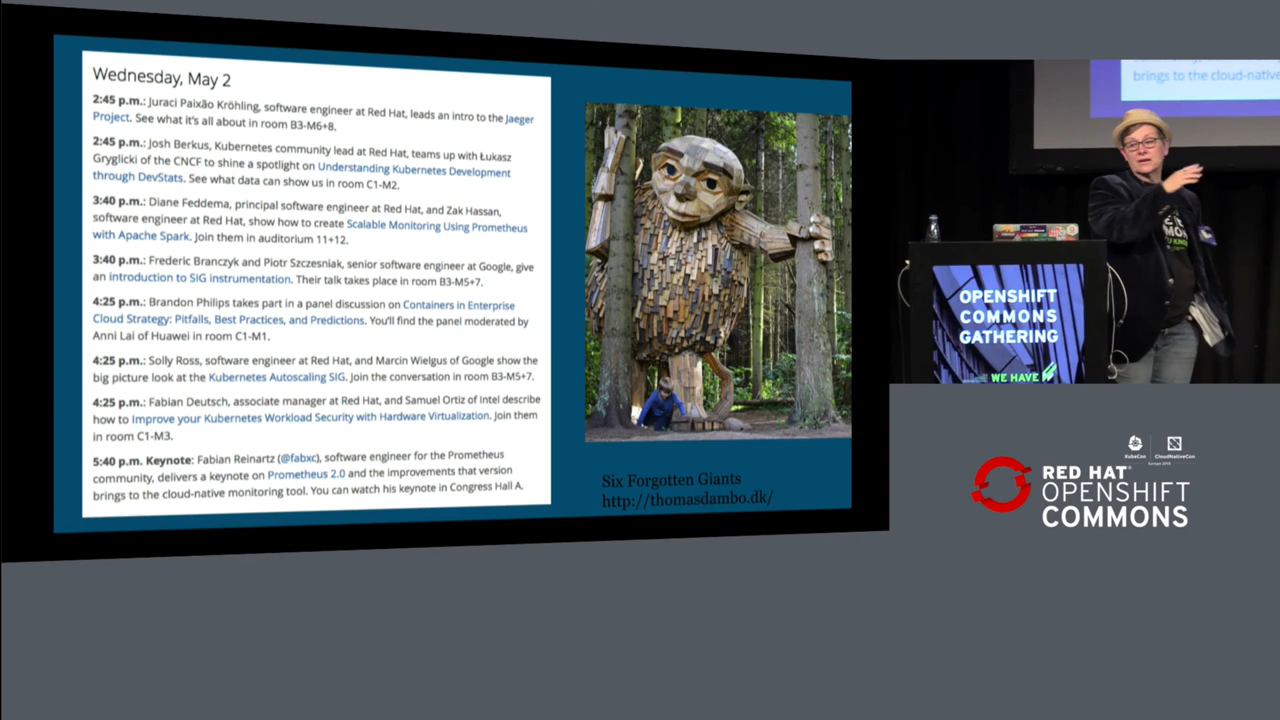 Wednesday, May 2
2:45 p.m.: Juraci Paixão Kröhling, software engineer at Red Hat, leads an intro to the Jaeger
Project. See what it's all about in room B3-M6+8.
2:45 p.m.: Josh Berkus, Kubernetes community lead at Red Hat, teams up with Łukasz
Gryglicki of the CNCF to shine a spotlight on Understanding Kubernetes Development
through DevStats. See what data can show us in room C1-M2.
3:40 p.m.: Diane Feddema, principal software engineer at Red Hat, and Zak Hassan,
software engineer at Red Hat, show how to create Scalable Monitoring Using Prometheus
with Apache Spark. Join them in auditorium 11+12.
3:40 p.m.: Frederic Branczyk and Piotr Szczesniak, senior software engineer at Google, give
an introduction to SIG instrumentation. Their talk takes place in room B3-M5+7.
4:25 p.m.: Brandon Philips takes part in a panel discussion on Containers in Enterprise
Cloud Strategy: Pitfalls, Best Practices, and Predictions. You'll find the panel moderated by
Anni Lai of Huawei in room C1-M1.
4:25 p.m.: Solly Ross, software engineer at Red Hat, and Marcin Wielgus of Google show the
big picture look at the Kubernetes Autoscaling SIG. Join the conversation in room B3-M5+7.
4:25 p.m.: Fabian Deutsch, associate manager at Red Hat, and Samuel Ortiz of Intel describe
how to Improve your Kubernetes Workload Security with Hardware Virtualization. Join them
in room C1-M3.
5:40 p.m. Keynote: Fabian Reinartz (@fabxc), software engineer for the Prometheus
community, delivers a keynote on Prometheus 2.0 and the improvements that version
brings to the cloud-native monitoring tool. You can watch his keynote in Congress Hall A.
Six Forgotten Giants
http://thomasdambo.dk/
brings to the cloud-native
OPENSHIFT
COMMONS
GATHERING
WE HAVE
KubeCon
CloudNativeCon
Europe 2018
RED HAT®
OPENSHIFT
COMMONS